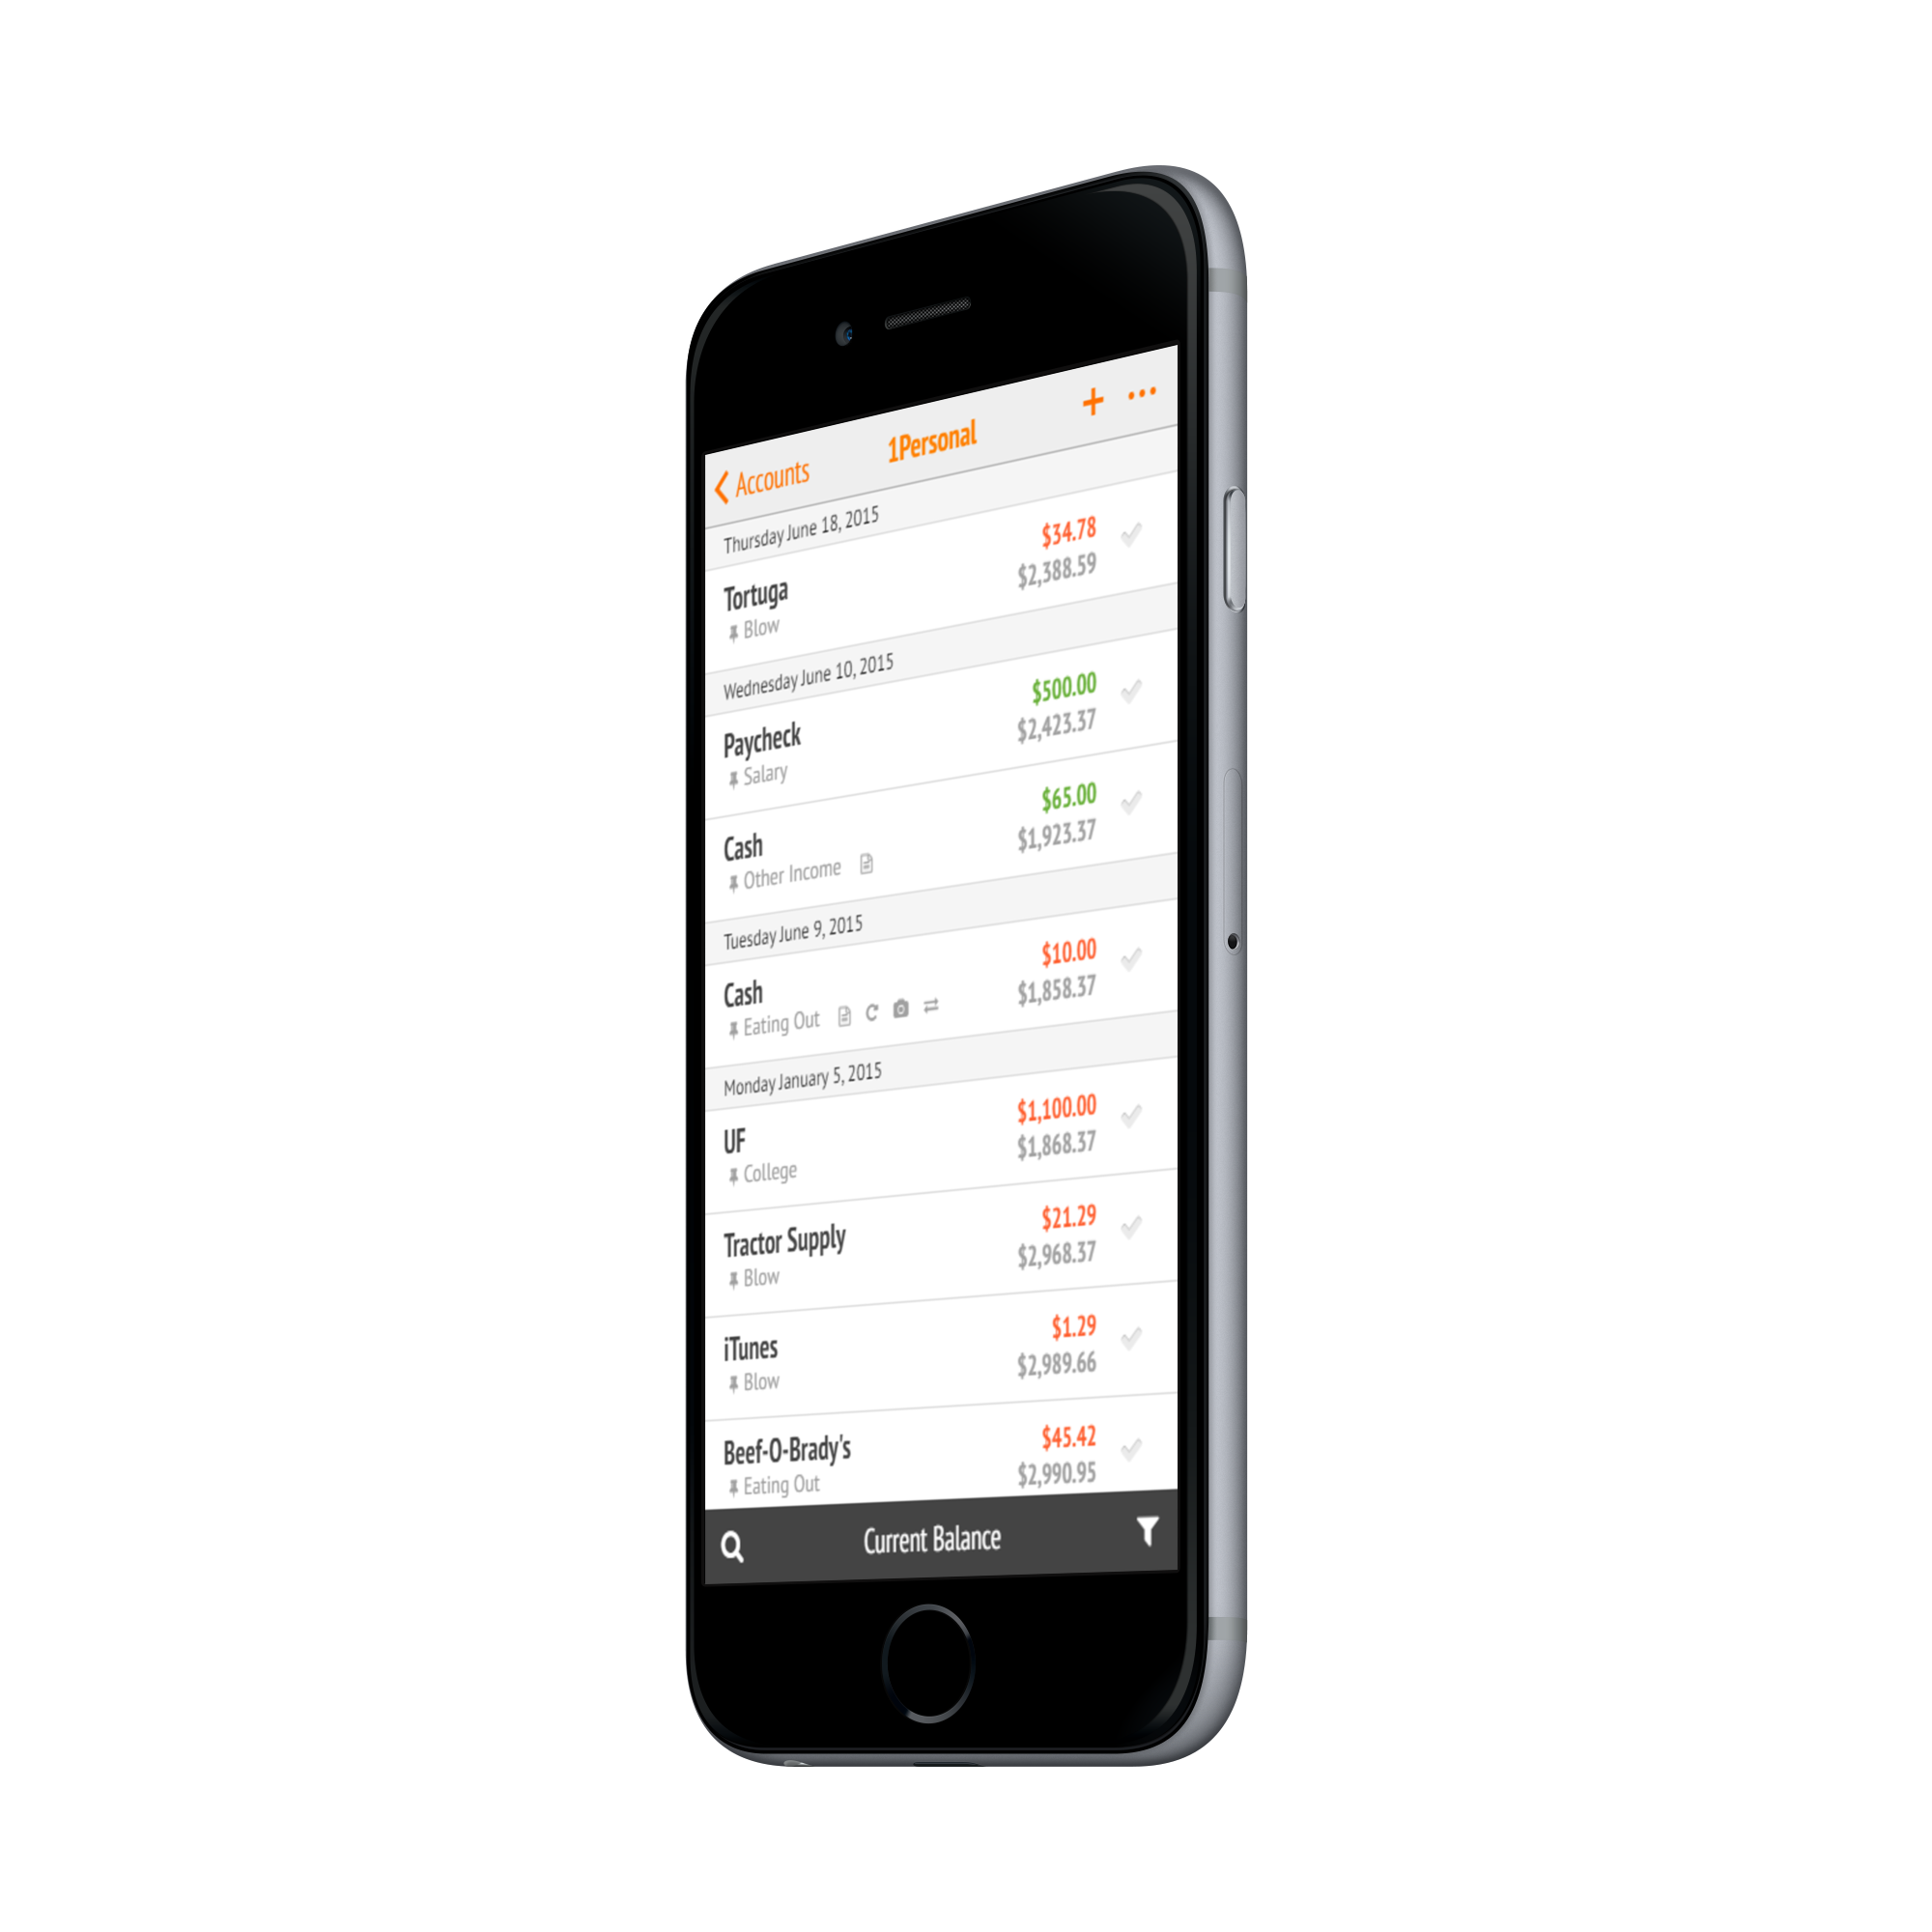 Accounts
1Personal
Thursday June 18, 2015
Tortuga
$34.78
Blow
$2,388.59
Wednesday June 10, 2015
Paycheck
$500.00
Salary
$2,423.37
Cash
$65.00
Other Income
$1,923.37
Tuesday June 9, 2015
Cash
$10.00
Eating Out
$1,858.37
Monday January 5, 2015
UF
$1,100.00
College
$1,868.37
Tractor Supply
$21.29
Blow
$2,968.37
iTunes
$1.29
Blow
$2,989.66
Beef-O-Brady's
$45.42
Eating Out
$2,990.95
Current Balance